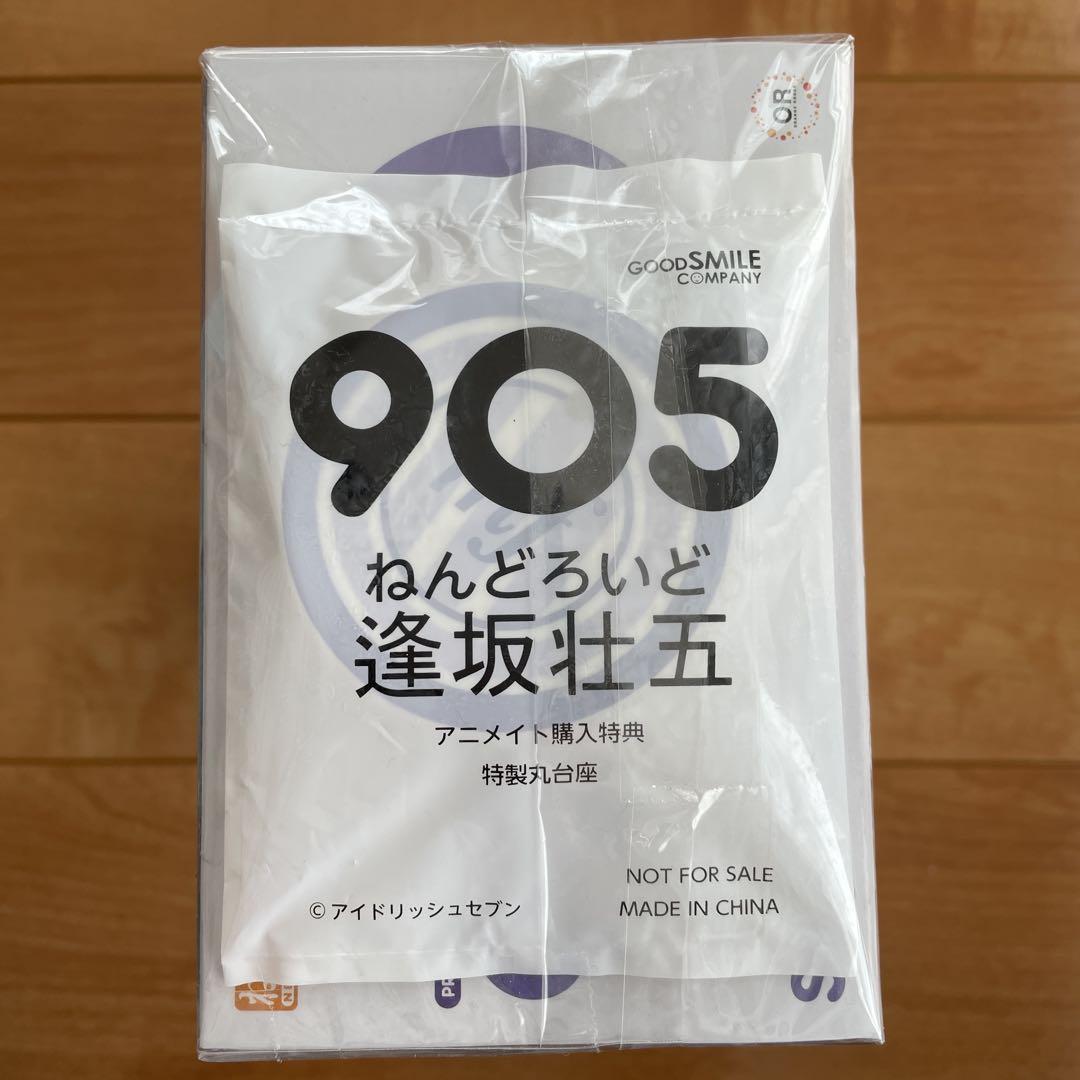 OR
GOODSMILE
COMPANY
905
ねんどろいど
逢坂壮五
アニメイト購入特典
特製丸台座
NOT FOR SALE
© アイドリッシュセブン
MADE IN CHINA
PR
S